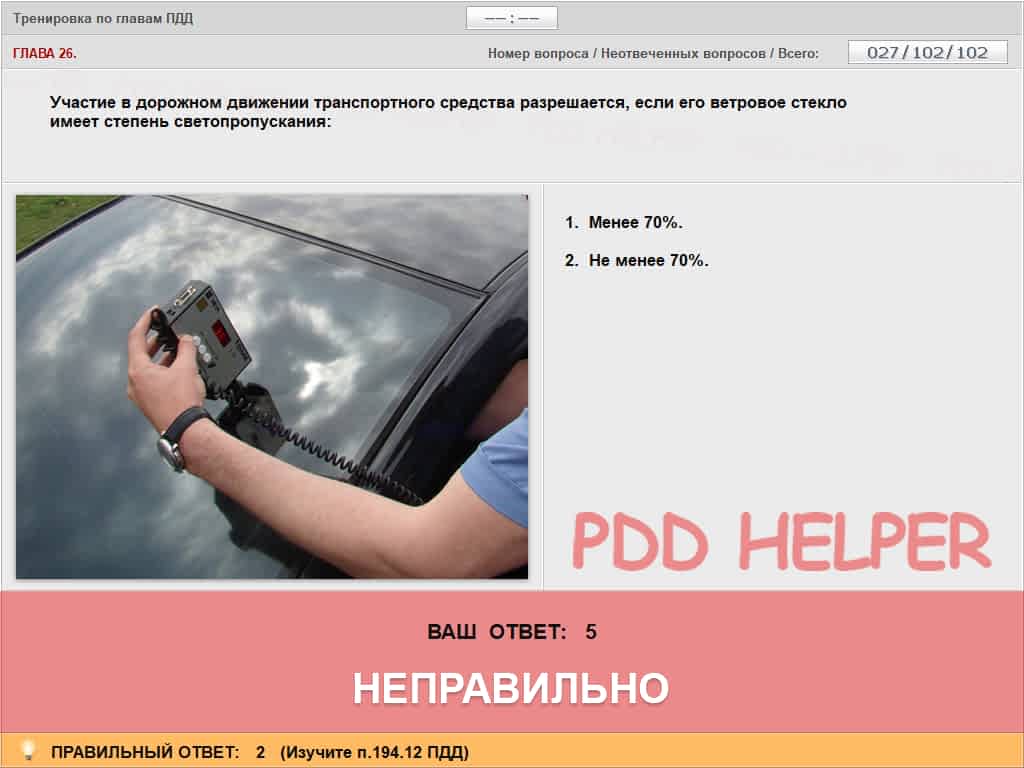 Тренировка по главам ПДД
–– : ––
ГЛАВА 26.
Номер вопроса / Неотвеченных вопросов / Всего:
027/102/102
Участие в дорожном движении транспортного средства разрешается, если его ветровое стекло
имеет степень светопропускания:
1. Менее 70%.
2. Не менее 70%.
PDD HELPER
ВАШ ОТВЕТ: 5
НЕПРАВИЛЬНО
ПРАВИЛЬНЫЙ ОТВЕТ: 2 (Изучите п.194.12 ПДД)